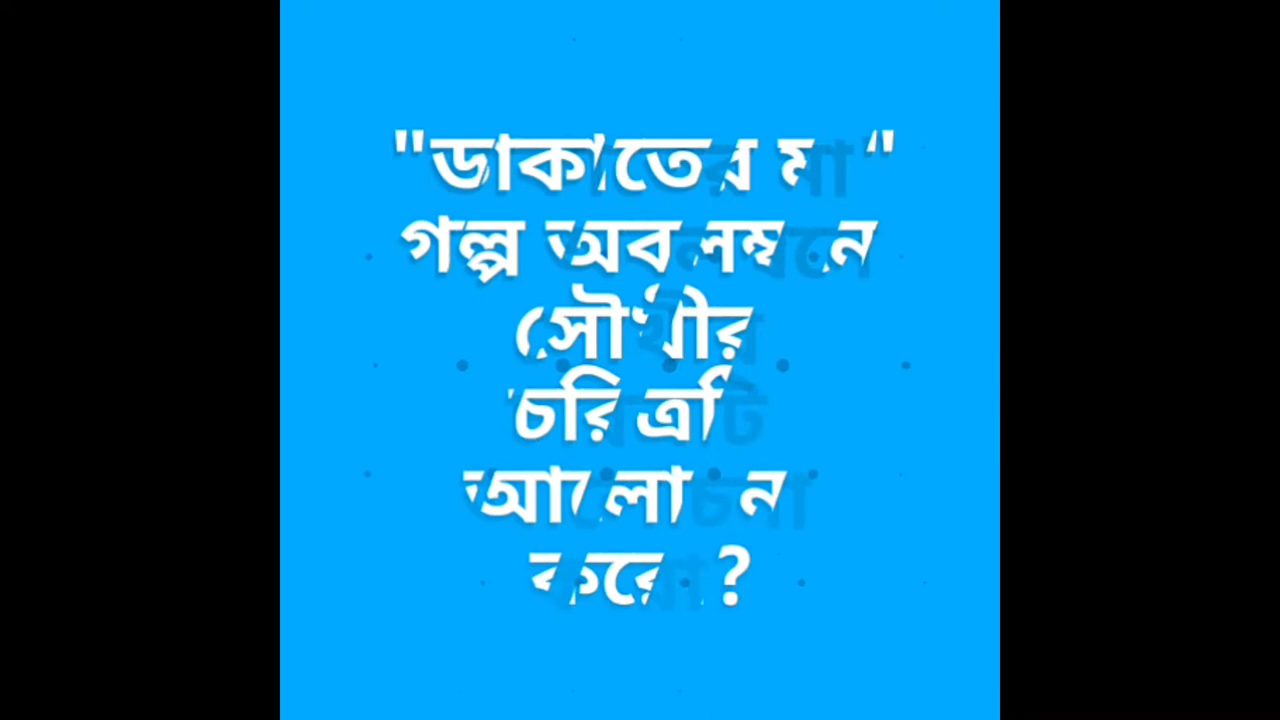 "ডাকাতের মা"
গল্প অবলম্বনে
সৌখীর
চরিত্রটি
আলোচনা
করো ?